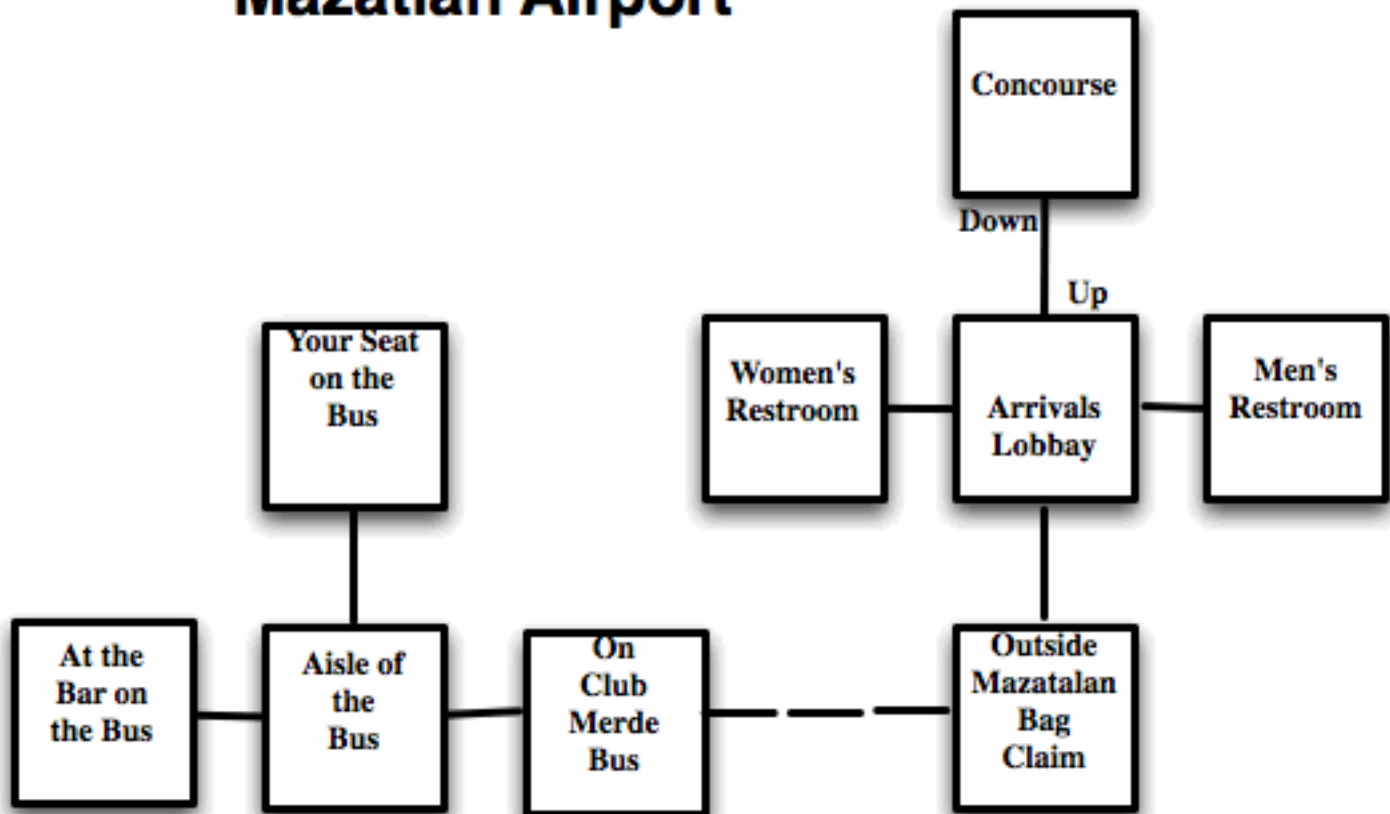 Mazatlan Airport
Concourse
Down
Up
Your Seat
on the
Bus
Women's
Restroom
Arrivals
Lobbay
Men's
Restroom
At the
Bar on
the Bus
Aisle of
the
Bus
On
Club
Merde
Bus
Outside
Mazatalan
Bag
Claim